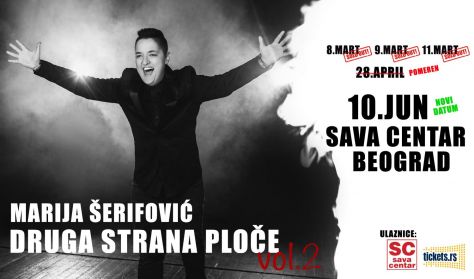 8.MART SOLD OUT! 9.MART SOLD OUT! 11.MART SOLD OUT!
28.APRIL POMEREN
10.JUN NOVI DATUM
SAVA CENTAR
BEOGRAD
MARIJA ŠERIFOVIĆ
DRUGA STRANA PLOČE
vol.2
ULAZNICE:
SC sava centar
tickets.rs